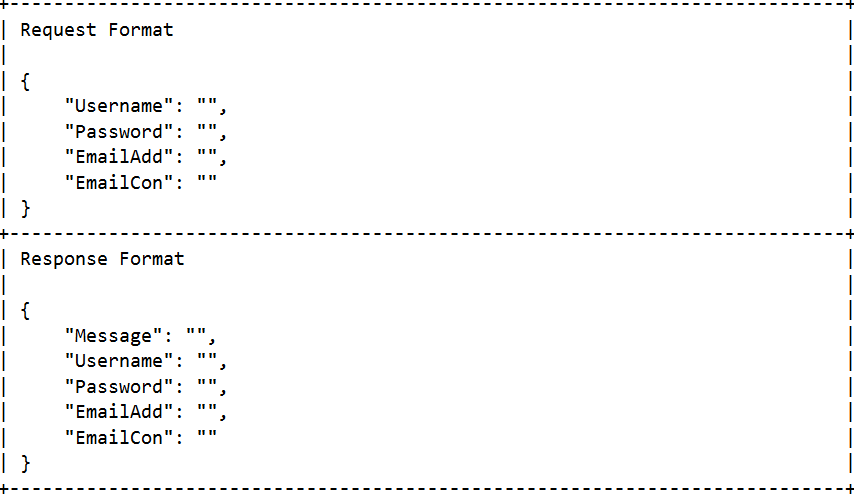 +-----------------------------------------------------------------------------+
| Request Format                                                              |
|                                                                             |
| {                                                                           |
|     "Username": "",                                                         |
|     "Password": "",                                                         |
|     "EmailAdd": "",                                                         |
|     "EmailCon": ""                                                          |
| }                                                                           |
+-----------------------------------------------------------------------------+
| Response Format                                                             |
|                                                                             |
| {                                                                           |
|     "Message": "",                                                          |
|     "Username": "",                                                         |
|     "Password": "",                                                         |
|     "EmailAdd": "",                                                         |
|     "EmailCon": ""                                                          |
| }                                                                           |
+-----------------------------------------------------------------------------+